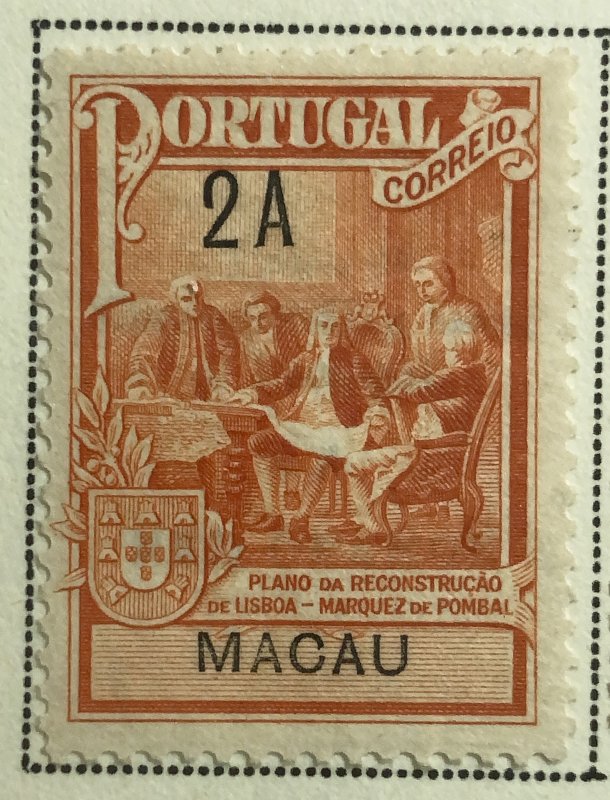 PORTUGAL
CORREIO
2A
PLANO DA RECONSTRUÇÃO
DE LISBOA – MARQUEZ DE POMBAL
MACAU